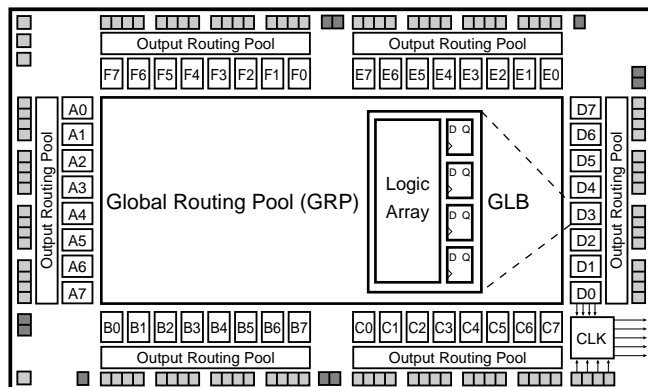 Output Routing Pool Output Routing Pool
F7 F6 F5 F4 F3 F2 F1 F0 E7 E6 E5 E4 E3 E2 E1 E0
Output Routing Pool
A0
A1
A2
A3
A4
A5
A6
A7
Global Routing Pool (GRP)
Logic
Array
D Q
D Q
D Q
D Q
GLB
D7
D6
D5
D4
D3
D2
D1
D0
Output Routing Pool
CLK
B0 B1 B2 B3 B4 B5 B6 B7 C0 C1 C2 C3 C4 C5 C6 C7
Output Routing Pool Output Routing Pool